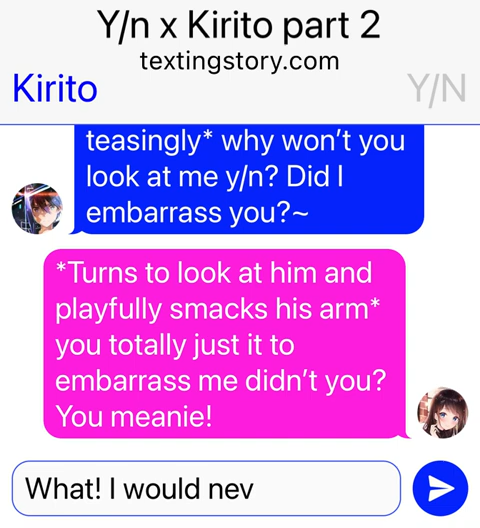 Y/n x Kirito part 2
textingstory.com
Kirito
Y/N
teasingly* why won’t you
look at me y/n? Did I
embarrass you?~
*Turns to look at him and
playfully smacks his arm*
you totally just it to
embarrass me didn’t you?
You meanie!
What! I would nev